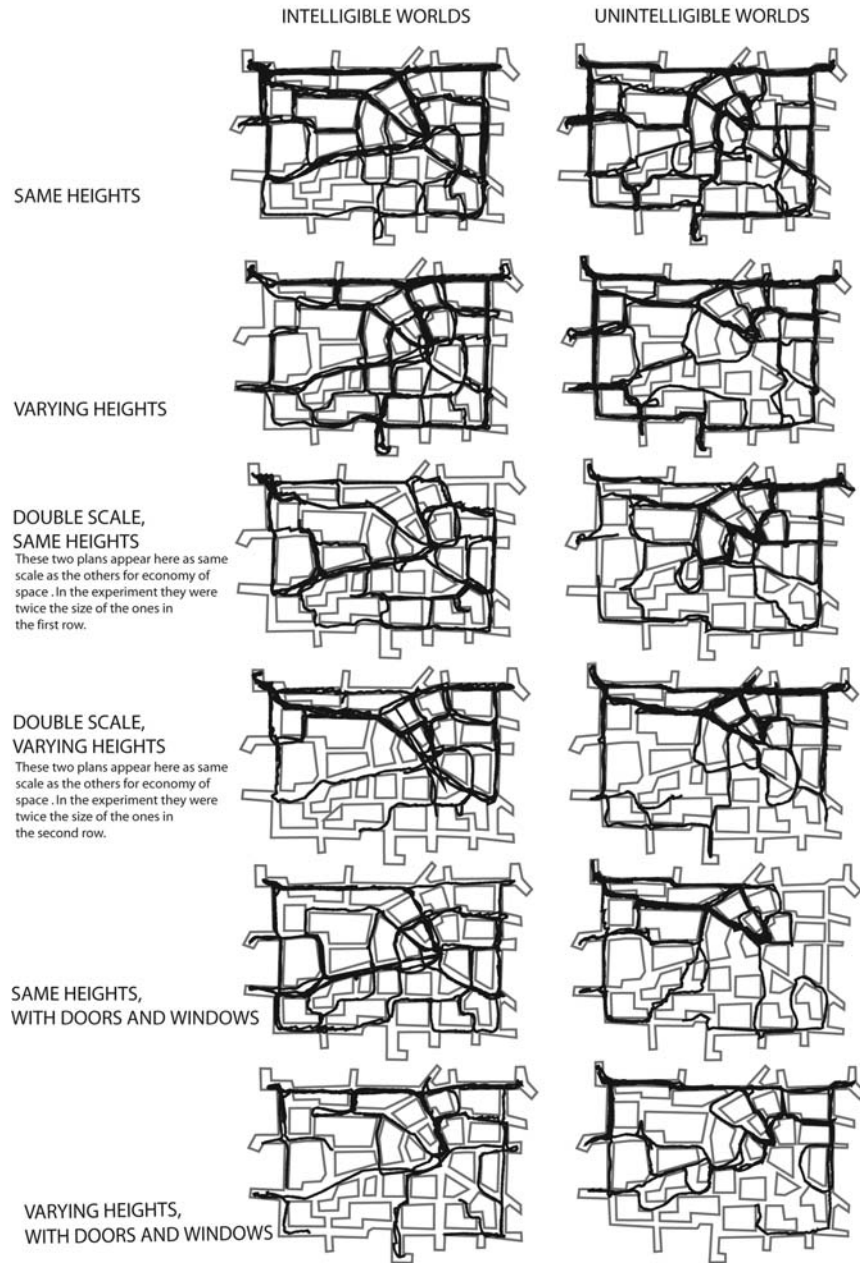 INTELLIGIBLE WORLDS
UNINTELLIGIBLE WORLDS
SAME HEIGHTS
VARYING HEIGHTS
DOUBLE SCALE,
SAME HEIGHTS
These two plans appear here as same
scale as the others for economy of
space . In the experiment they were
twice the size of the ones in
the first row.
DOUBLE SCALE,
VARYING HEIGHTS
These two plans appear here as same
scale as the others for economy of
space . In the experiment they were
twice the size of the ones in
the second row.
SAME HEIGHTS,
WITH DOORS AND WINDOWS
VARYING HEIGHTS,
WITH DOORS AND WINDOWS